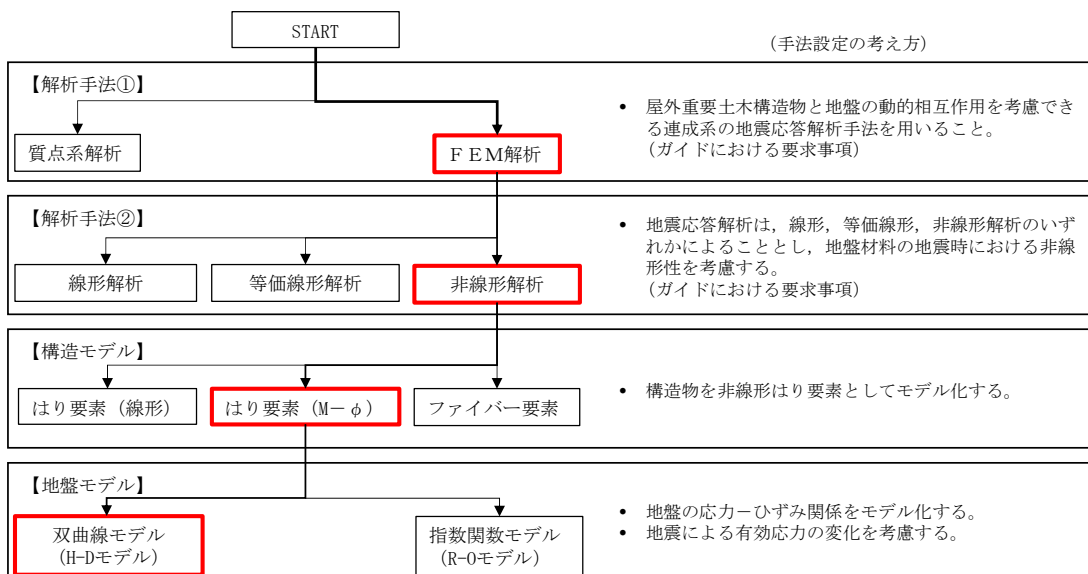 START
(手法設定の考え方)
【解析手法①】
質点系解析
ＦＥＭ解析
• 屋外重要土木構造物と地盤の動的相互作用を考慮でき
る連成系の地震応答解析手法を用いること。
(ガイドにおける要求事項)
【解析手法②】
線形解析
等価線形解析
非線形解析
• 地震応答解析は，線形，等価線形，非線形解析のいず
れかによることとし，地盤材料の地震時における非線
形性を考慮する。
(ガイドにおける要求事項)
【構造モデル】
はり要素（線形）
はり要素（M－φ）
ファイバー要素
• 構造物を非線形はり要素としてモデル化する。
【地盤モデル】
双曲線モデル
(H-Dモデル)
指数関数モデル
(R-Oモデル)
• 地盤の応力－ひずみ関係をモデル化する。
• 地震による有効応力の変化を考慮する。